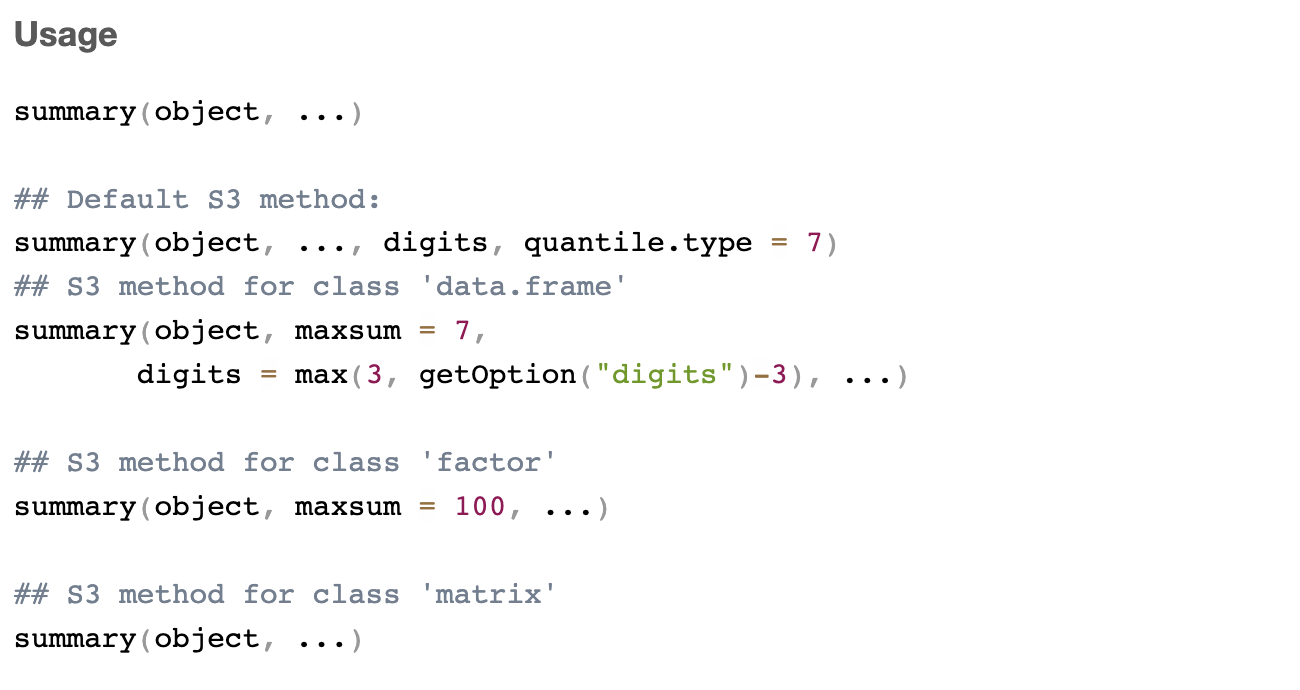 Usage
summary(object, ...)
## Default S3 method:
summary(object, ..., digits, quantile.type = 7)
## S3 method for class 'data.frame'
summary(object, maxsum = 7,
       digits = max(3, getOption("digits")-3), ...)
## S3 method for class 'factor'
summary(object, maxsum = 100, ...)
## S3 method for class 'matrix'
summary(object, ...)